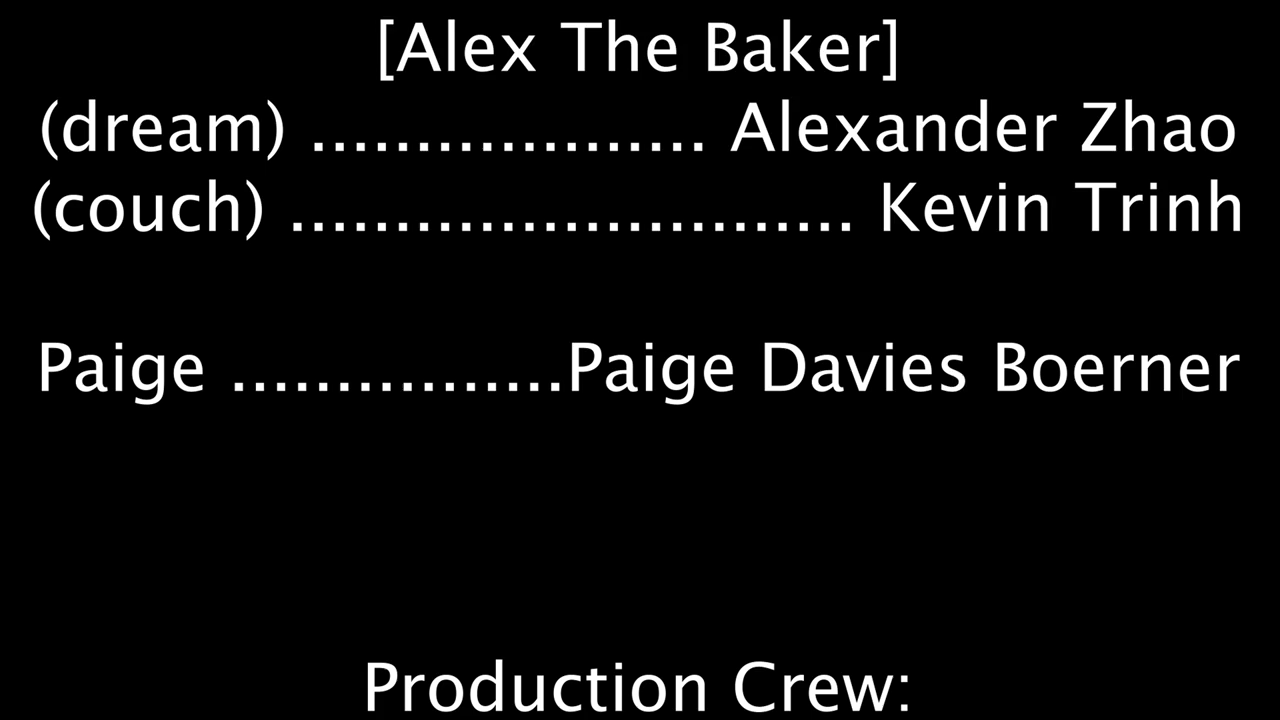 [Alex The Baker]
(dream) ................... Alexander Zhao
(couch) ........................... Kevin Trinh
Paige ................Paige Davies Boerner
Production Crew: